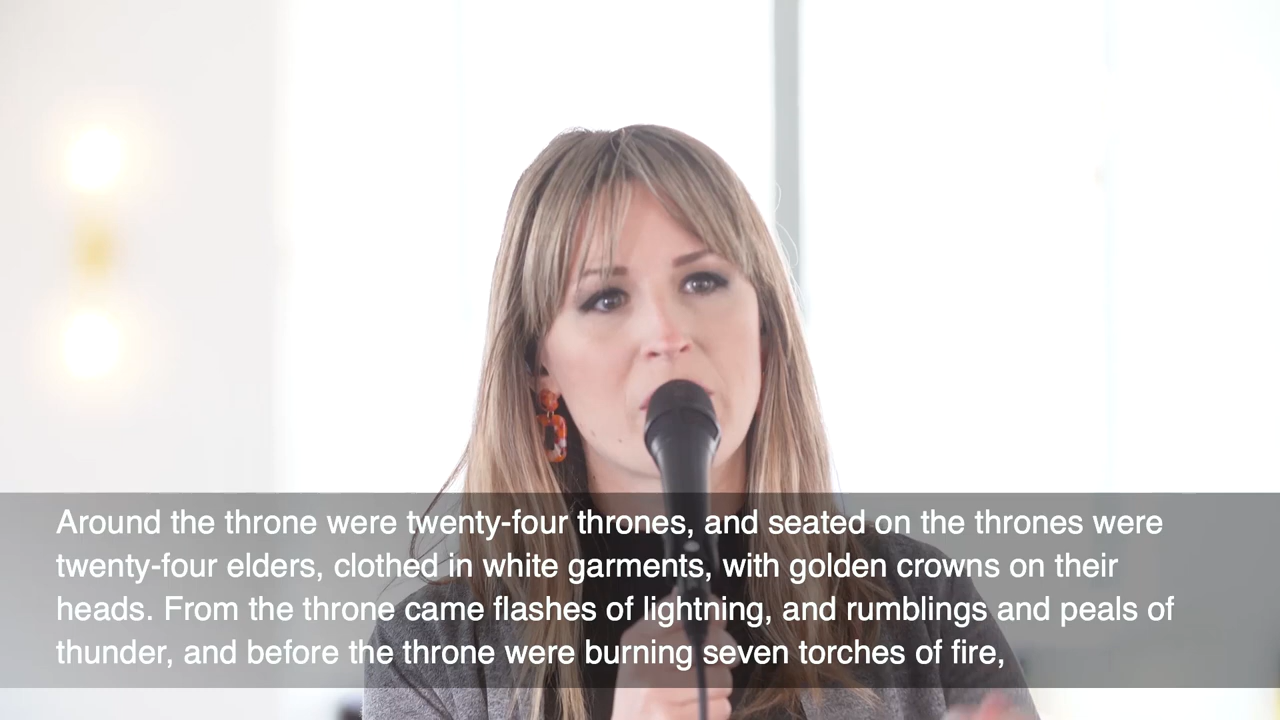 Around the throne were twenty-four thrones, and seated on the thrones were
twenty-four elders, clothed in white garments, with golden crowns on their
heads. From the throne came flashes of lightning, and rumblings and peals of
thunder, and before the throne were burning seven torches of fire,